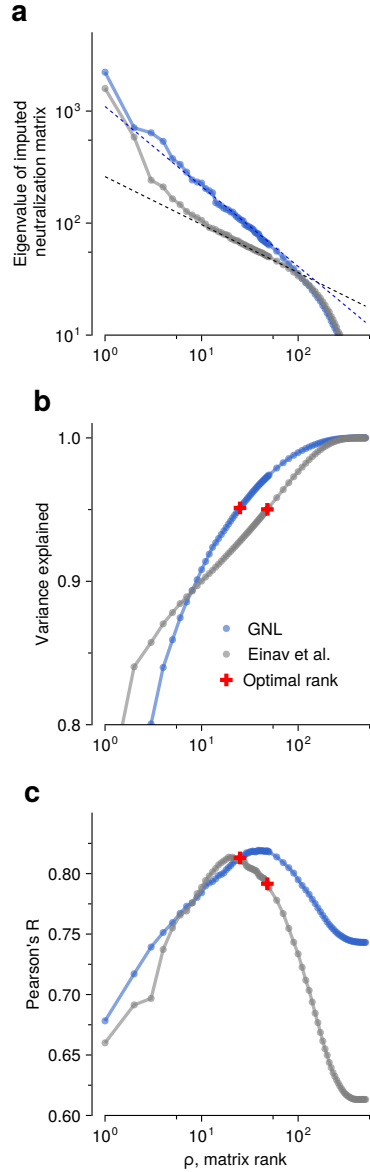 a
Eigenvalue of imputed
neutralization matrix
10³
10²
10¹
10⁰
10¹
10²
b
Variance explained
1.0
0.9
0.8
GNL
Einav et al.
Optimal rank
10⁰
10¹
10²
c
Pearson's R
0.80
0.75
0.70
0.65
0.60
10⁰
10¹
10²
ρ, matrix rank